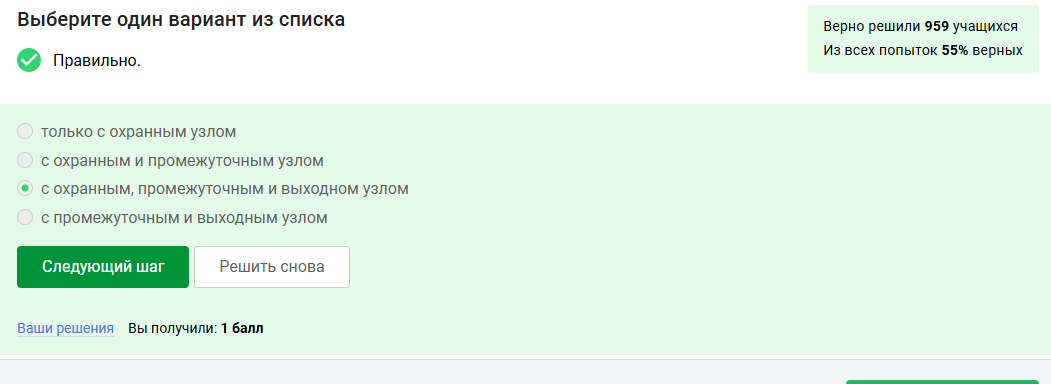 Выберите один вариант из списка
Верно решили 959 учащихся
Из всех попыток 55% верных
Правильно.
только с охранным узлом
с охранным и промежуточным узлом
с охранным, промежуточным и выходном узлом
с промежуточным и выходным узлом
Следующий шаг
Решить снова
Ваши решения Вы получили: 1 балл